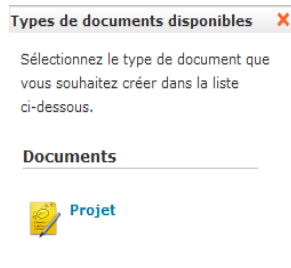 Types de documents disponibles
Sélectionnez le type de document que
vous souhaitez créer dans la liste
ci-dessous.
Documents
Projet